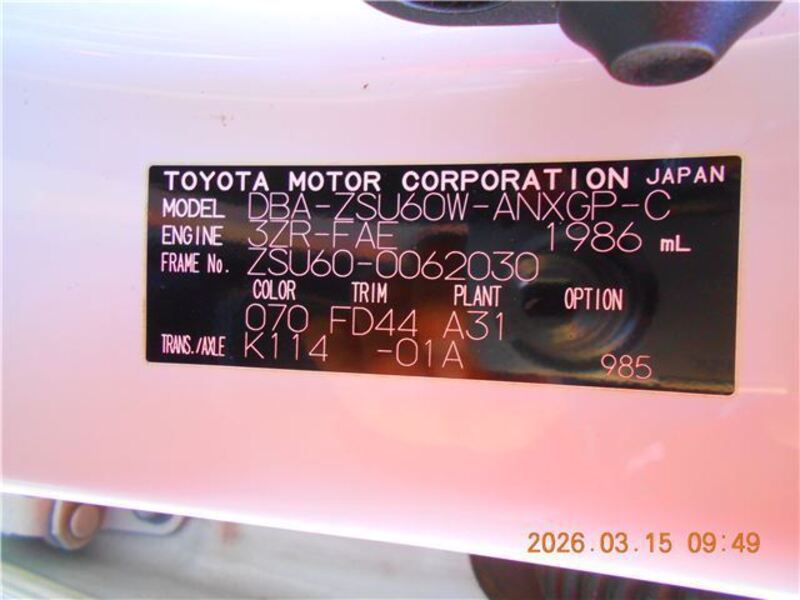 TOYOTA MOTOR CORPORATION JAPAN
MODEL DBA-ZSU60W-ANXGP-C
ENGINE 3ZR-FAE 1986 mL
FRAME No. ZSU60-0062030
COLOR TRIM PLANT OPTION
070 FD44 A31
TRANS./AXLE K114 -01A 985
2026.03.15 09:49